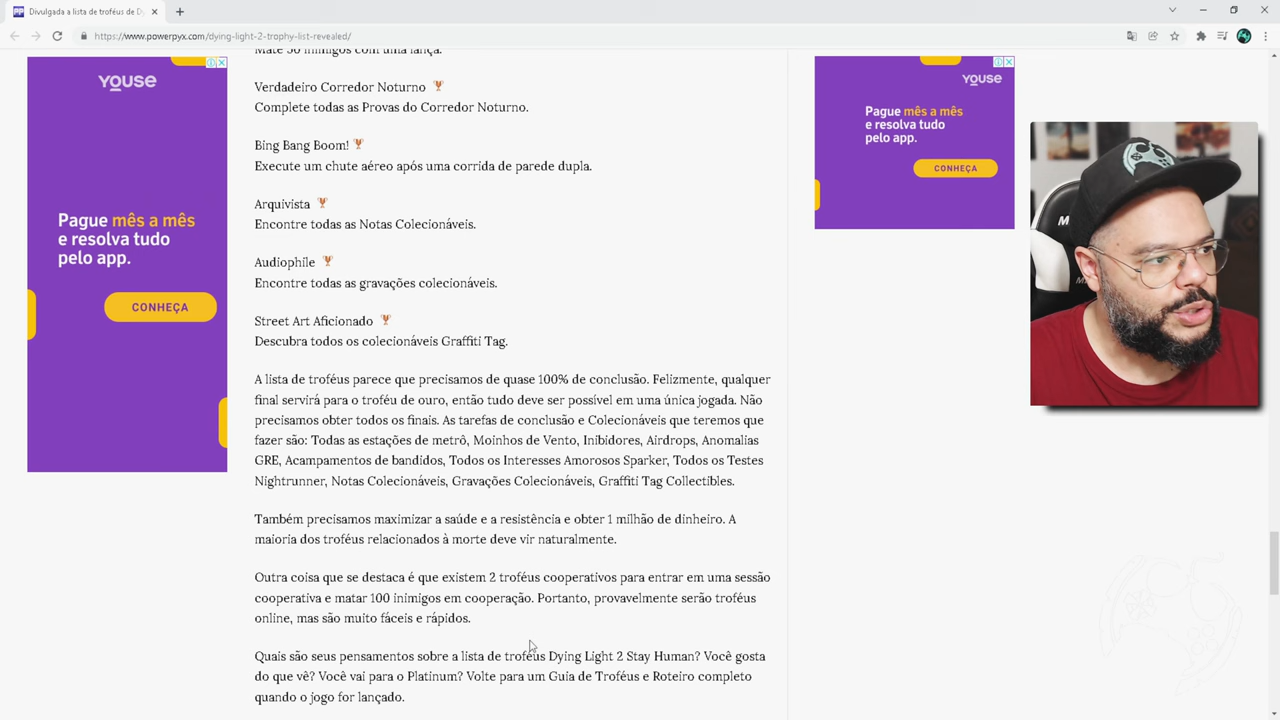 Divulgada a lista de troféus de Dy
https://www.powerpyx.com/dying-light-2-trophy-list-revealed/
Mate 50 inimigos com uma lança.
Verdadeiro Corredor Noturno
Complete todas as Provas do Corredor Noturno.
Bing Bang Boom!
Execute um chute aéreo após uma corrida de parede dupla.
Arquivista
Encontre todas as Notas Colecionáveis.
Audiophile
Encontre todas as gravações colecionáveis.
Street Art Aficionado
Descubra todos os colecionáveis Graffiti Tag.
A lista de troféus parece que precisamos de quase 100% de conclusão. Felizmente, qualquer
final servirá para o troféu de ouro, então tudo deve ser possível em uma única jogada. Não
precisamos obter todos os finais. As tarefas de conclusão e Colecionáveis que teremos que
fazer são: Todas as estações de metrô, Moinhos de Vento, Inibidores, Airdrops, Anomalias
GRE, Acampamentos de bandidos, Todos os Interesses Amorosos Sparker, Todos os Testes
Nightrunner, Notas Colecionáveis, Gravações Colecionáveis, Graffiti Tag Collectibles.
Também precisamos maximizar a saúde e a resistência e obter 1 milhão de dinheiro. A
maioria dos troféus relacionados à morte deve vir naturalmente.
Outra coisa que se destaca é que existem 2 troféus cooperativos para entrar em uma sessão
cooperativa e matar 100 inimigos em cooperação. Portanto, provavelmente serão troféus
online, mas são muito fáceis e rápidos.
Quais são seus pensamentos sobre a lista de troféus Dying Light 2 Stay Human? Você gosta
do que vê? Você vai para o Platinum? Volte para um Guia de Troféus e Roteiro completo
quando o jogo for lançado.
youse
Pague mês a mês
e resolva tudo
pelo app.
CONHEÇA
youse
Pague mês a mês
e resolva tudo
pelo app.
CONHEÇA
M